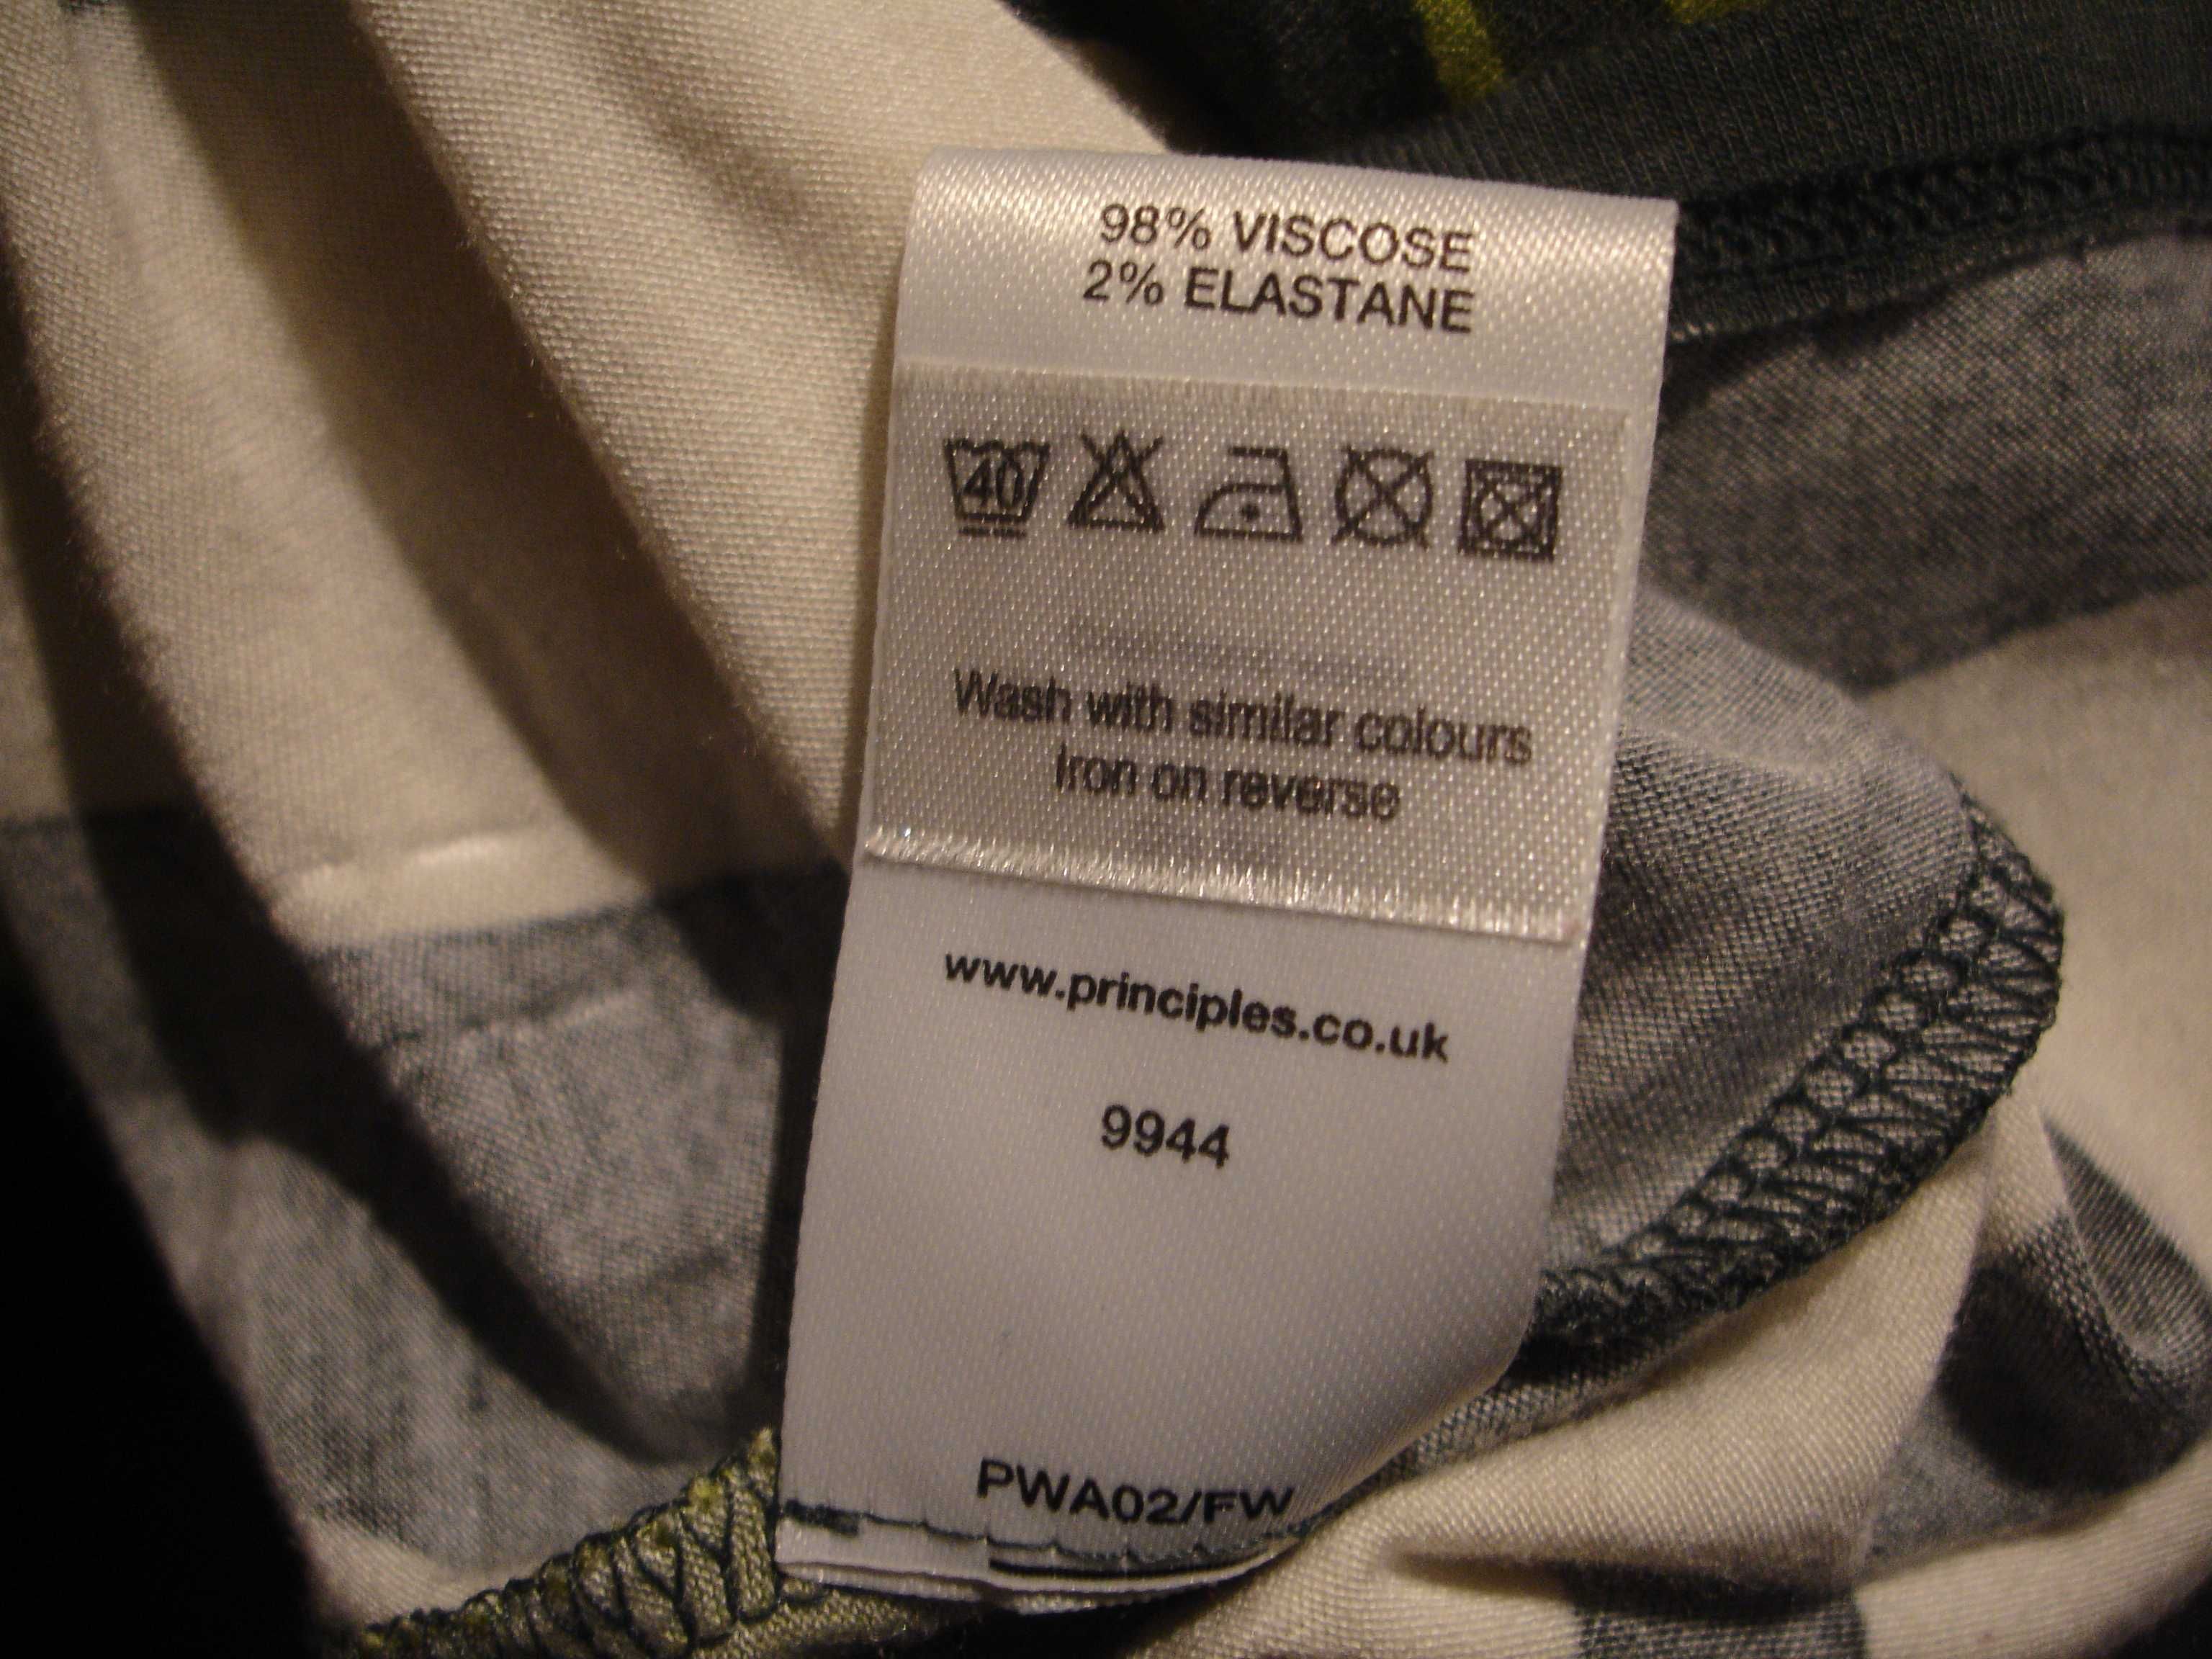 98% VISCOSE
2% ELASTANE
40
Wash with similar colours
Iron on reverse
www.principles.co.uk
9944
PWA02/FW